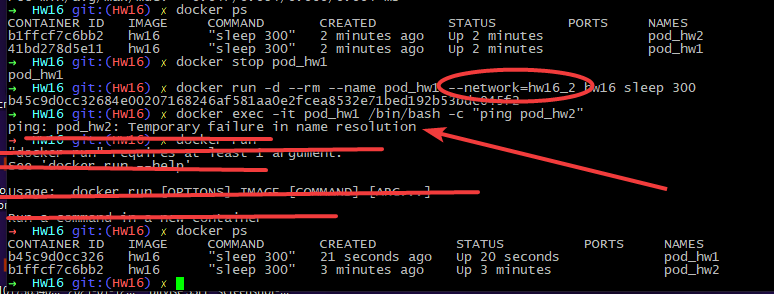 → HW16 git:(HW16) ✗ docker ps
CONTAINER ID IMAGE COMMAND CREATED STATUS PORTS NAMES
b1ffcf7c6bb2 hw16 "sleep 300" 2 minutes ago Up 2 minutes pod_hw2
41bd278d5e11 hw16 "sleep 300" 2 minutes ago Up 2 minutes pod_hw1
→ HW16 git:(HW16) ✗ docker stop pod_hw1
pod_hw1
→ HW16 git:(HW16) ✗ docker run -d --rm --name pod_hw1 --network=hw16_2 hw16 sleep 300
→ HW16 git:(HW16) ✗ docker exec -it pod_hw1 /bin/bash -c "ping pod_hw2"
ping: pod_hw2: Temporary failure in name resolution
→ HW16 git:(HW16) ✗ docker run
"docker run" requires at least 1 argument.
See 'docker run --help'.
Usage: docker run [OPTIONS] IMAGE [COMMAND] [ARG...]
Run a command in a new container
→ HW16 git:(HW16) ✗ docker ps
CONTAINER ID IMAGE COMMAND CREATED STATUS PORTS NAMES
b45c9d0cc326 hw16 "sleep 300" 21 seconds ago Up 20 seconds pod_hw1
b1ffcf7c6bb2 hw16 "sleep 300" 3 minutes ago Up 3 minutes pod_hw2
→ HW16 git:(HW16) ✗